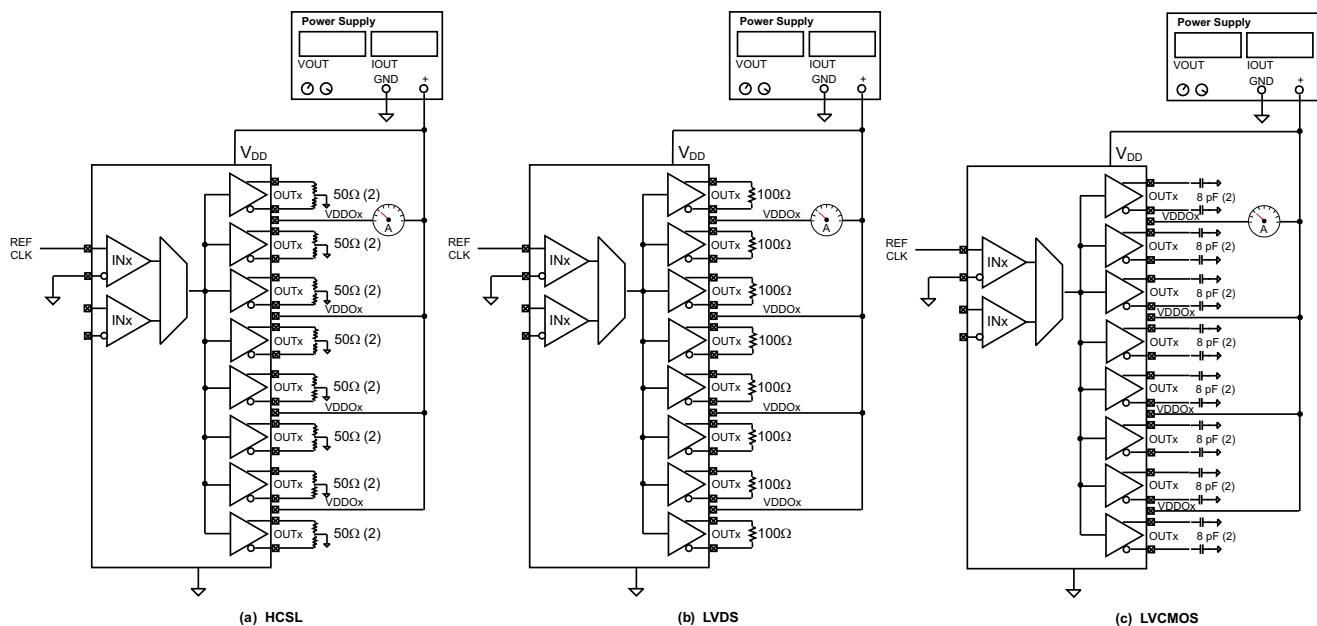 Power Supply
VOUT
IOUT
GND
+
VDD
REF
CLK
INx
INx
OUTx
50Ω (2)
VDDOx
A
OUTx
50Ω (2)
OUTx
50Ω (2)
VDDOx
OUTx
50Ω (2)
OUTx
50Ω (2)
VDDOx
OUTx
50Ω (2)
OUTx
50Ω (2)
VDDOx
OUTx
50Ω (2)
(a) HCSL
Power Supply
VOUT
IOUT
GND
+
VDD
REF
CLK
INx
INx
OUTx
100Ω
VDDOx
A
OUTx
100Ω
OUTx
100Ω
VDDOx
OUTx
100Ω
OUTx
100Ω
VDDOx
OUTx
100Ω
OUTx
100Ω
VDDOx
OUTx
100Ω
(b) LVDS
Power Supply
VOUT
IOUT
GND
+
VDD
REF
CLK
INx
INx
OUTx
8 pF (2)
VDDOx
A
OUTx
8 pF (2)
OUTx
8 pF (2)
VDDOx
OUTx
8 pF (2)
OUTx
8 pF (2)
VDDOx
OUTx
8 pF (2)
OUTx
8 pF (2)
VDDOx
OUTx
8 pF (2)
(c) LVCMOS